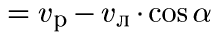 = v_р − v_л · cos α